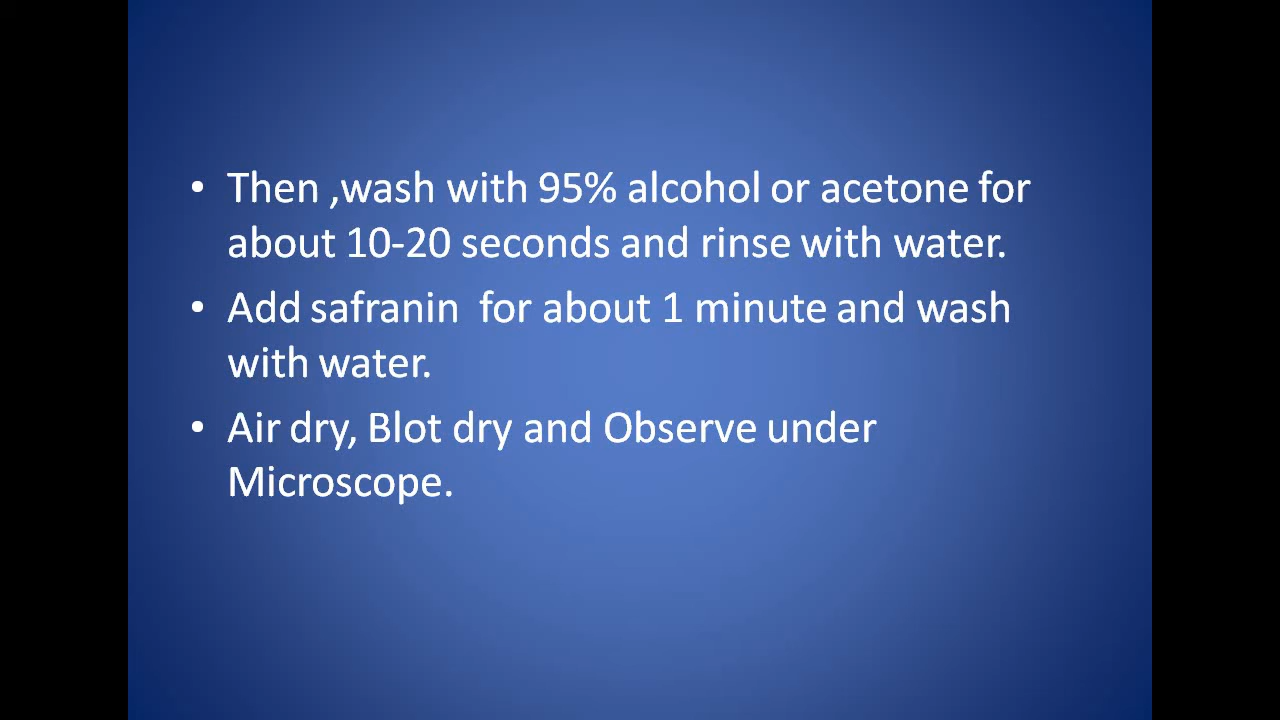 • Then ,wash with 95% alcohol or acetone for
about 10-20 seconds and rinse with water.
• Add safranin  for about 1 minute and wash
with water.
• Air dry, Blot dry and Observe under
Microscope.